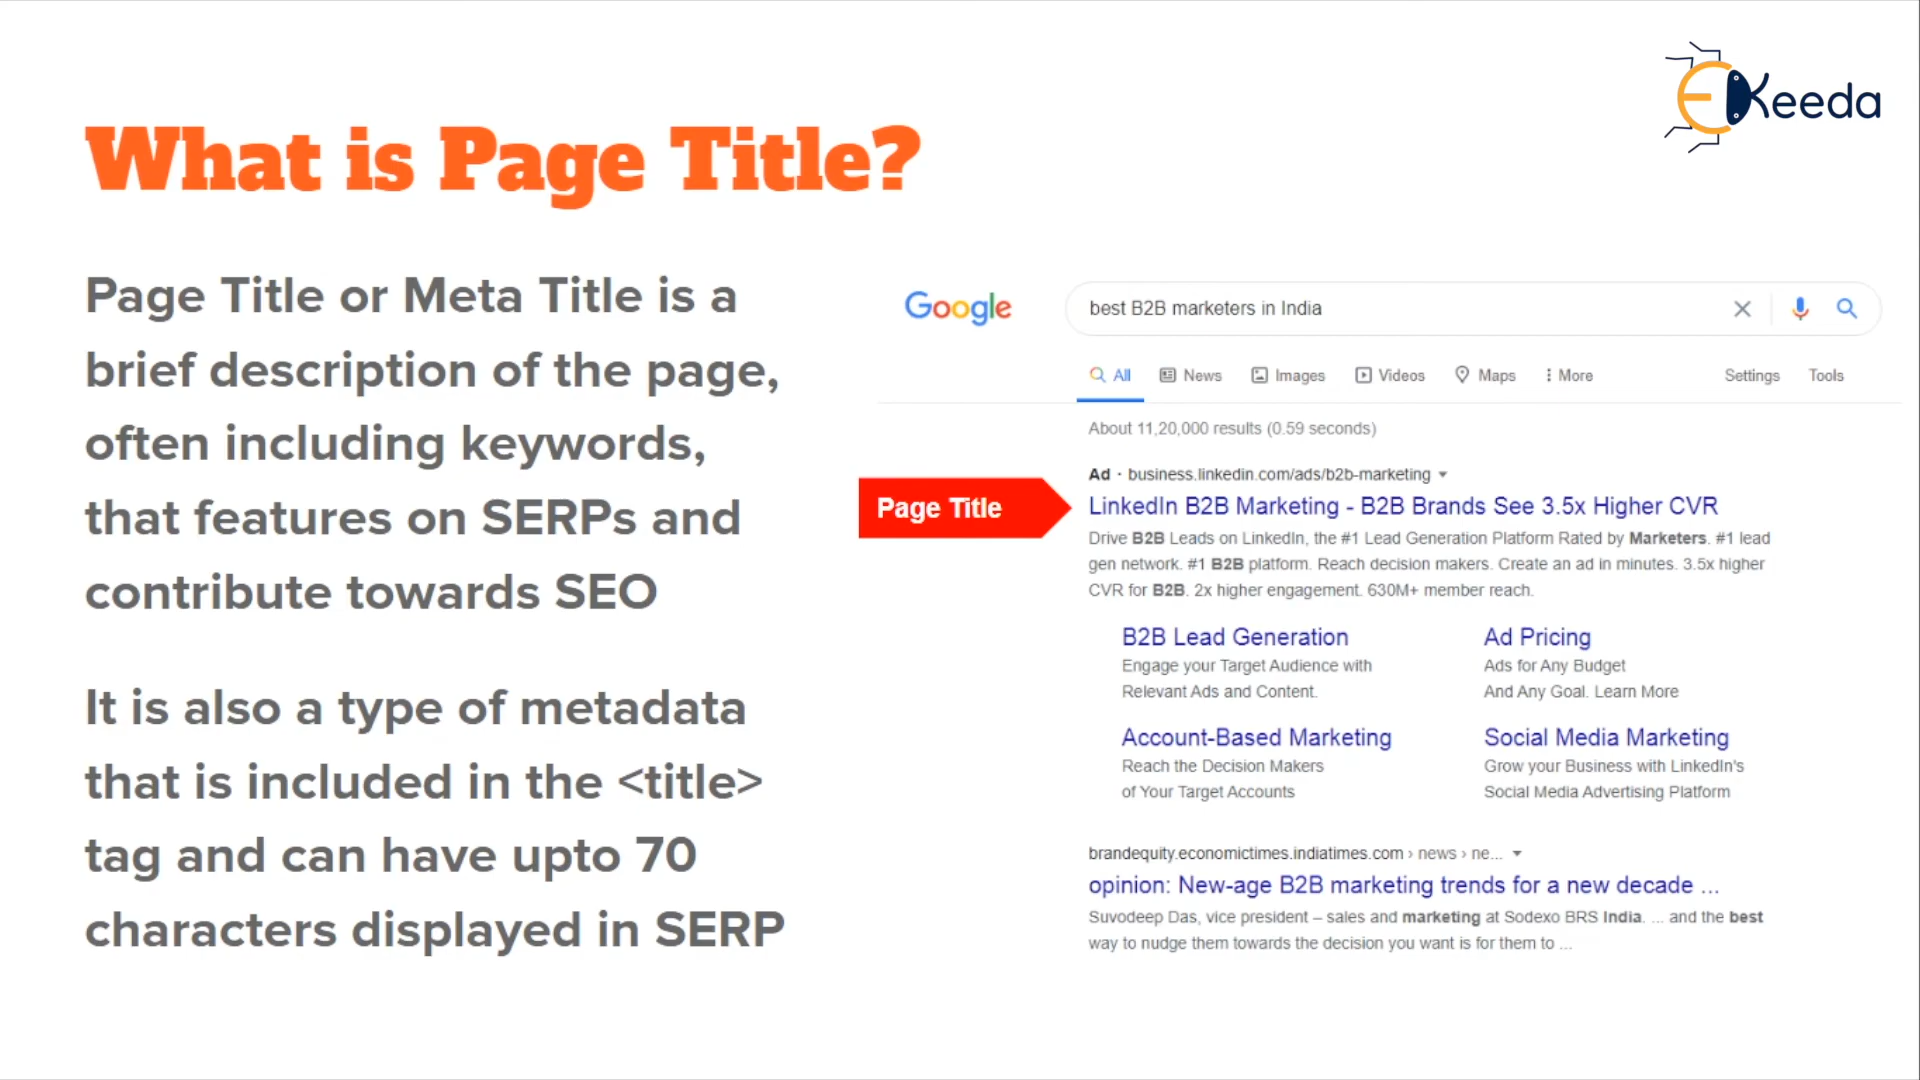 EKeeda
What is Page Title?
Page Title or Meta Title is a
brief description of the page,
often including keywords,
that features on SERPs and
contribute towards SEO
It is also a type of metadata
that is included in the <title>
tag and can have upto 70
characters displayed in SERP
Google
best B2B marketers in India
All News Images Videos Maps More Settings Tools
About 11,20,000 results (0.59 seconds)
Ad · business.linkedin.com/ads/b2b-marketing
Page Title
LinkedIn B2B Marketing - B2B Brands See 3.5x Higher CVR
Drive B2B Leads on LinkedIn, the #1 Lead Generation Platform Rated by Marketers. #1 lead
gen network. #1 B2B platform. Reach decision makers. Create an ad in minutes. 3.5x higher
CVR for B2B. 2x higher engagement. 630M+ member reach.
B2B Lead Generation
Engage your Target Audience with
Relevant Ads and Content.
Ad Pricing
Ads for Any Budget
And Any Goal. Learn More
Account-Based Marketing
Reach the Decision Makers
of Your Target Accounts
Social Media Marketing
Grow your Business with LinkedIn's
Social Media Advertising Platform
brandequity.economictimes.indiatimes.com › news › ne...
opinion: New-age B2B marketing trends for a new decade ...
Suvodeep Das, vice president – sales and marketing at Sodexo BRS India. ... and the best
way to nudge them towards the decision you want is for them to ...